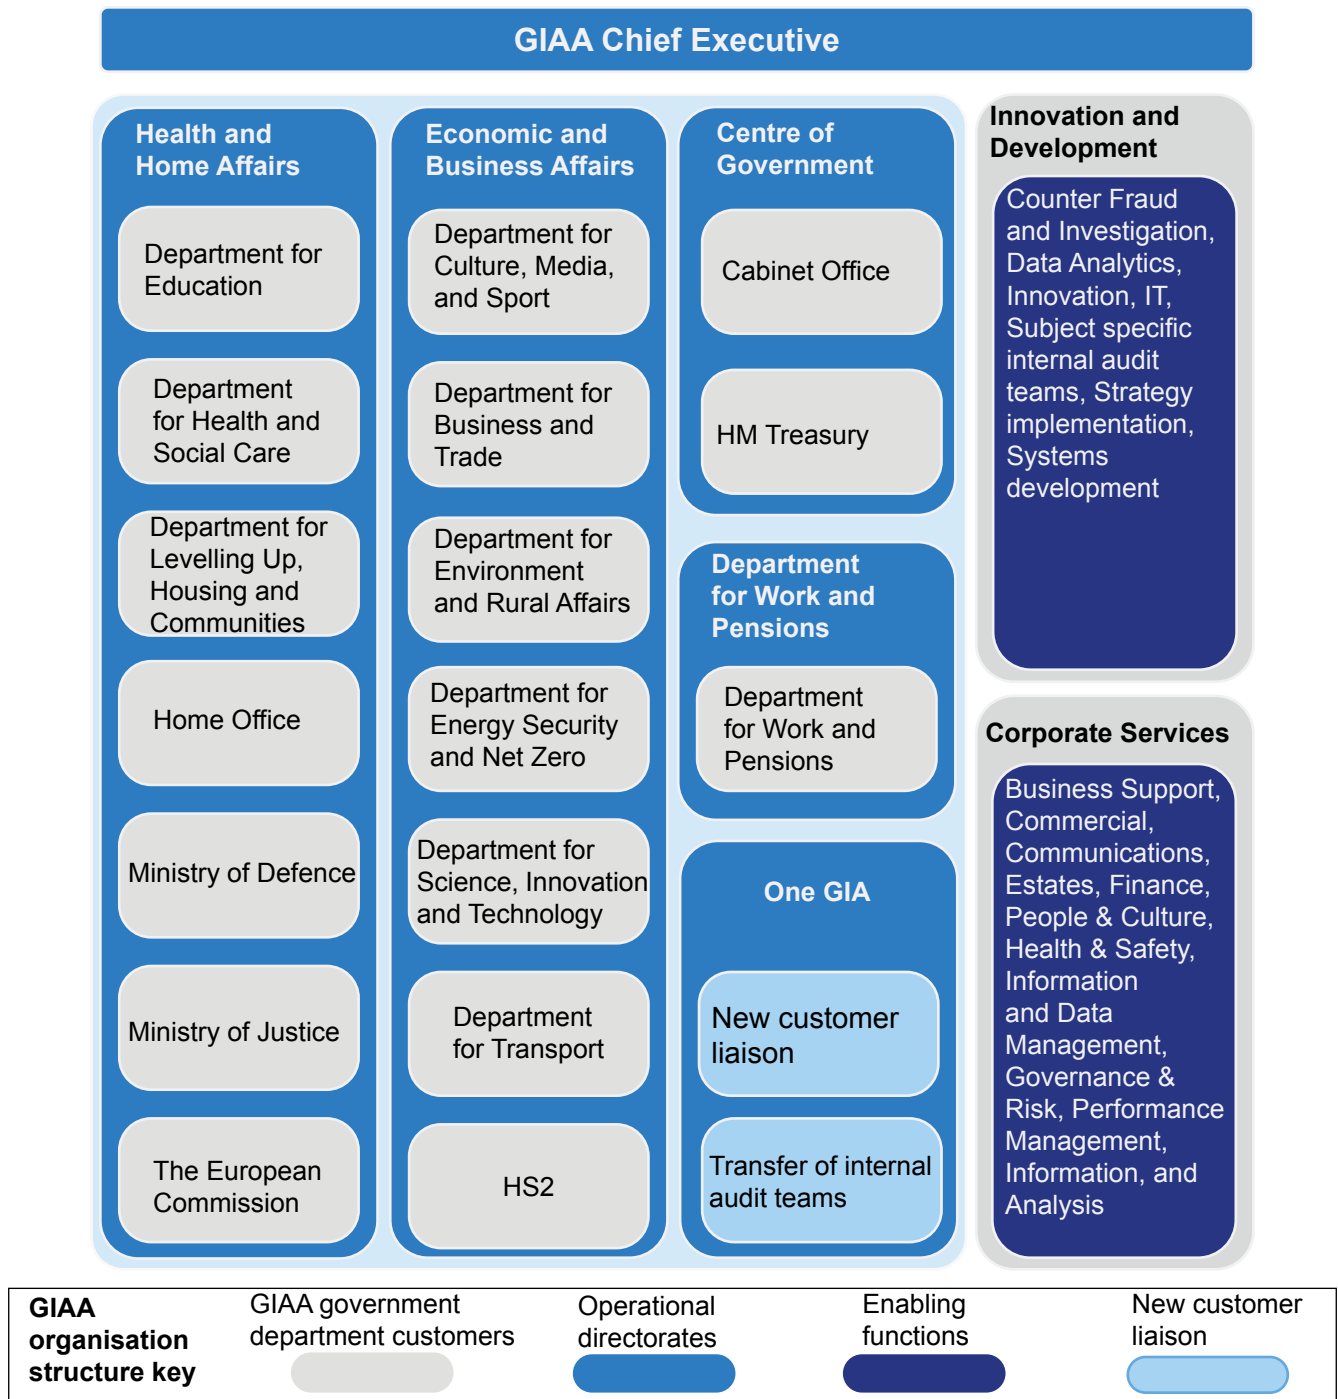 GIAA Chief Executive
Health and
Home Affairs
Department for
Education
Department
for Health and
Social Care
Department for
Levelling Up,
Housing and
Communities
Home Office
Ministry of Defence
Ministry of Justice
The European
Commission
Economic and
Business Affairs
Department for
Culture, Media,
and Sport
Department for
Business and
Trade
Department for
Environment
and Rural Affairs
Department for
Energy Security
and Net Zero
Department for
Science, Innovation
and Technology
Department
for Transport
HS2
Centre of
Government
Cabinet Office
HM Treasury
Department
for Work and
Pensions
Department
for Work and
Pensions
One GIA
New customer
liaison
Transfer of internal
audit teams
Innovation and
Development
Counter Fraud
and Investigation,
Data Analytics,
Innovation, IT,
Subject specific
internal audit
teams, Strategy
implementation,
Systems
development
Corporate Services
Business Support,
Commercial,
Communications,
Estates, Finance,
People & Culture,
Health & Safety,
Information
and Data
Management,
Governance &
Risk, Performance
Management,
Information, and
Analysis
GIAA
organisation
structure key
GIAA government
department customers
Operational
directorates
Enabling
functions
New customer
liaison